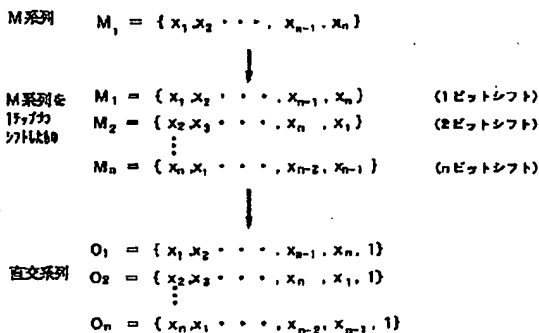 M系列 M₁ = { x₁,x₂ ・・・, xₙ₋₁, xₙ }
M系列を1チップずつシフトしたもの
M₁ = { x₁,x₂ ・・・, xₙ₋₁, xₙ ) (1ビットシフト)
M₂ = { x₂,x₃ ・・・, xₙ , x₁ ) (2ビットシフト)
⋮
Mₙ = { xₙ,x₁ ・・・, xₙ₋₂, xₙ₋₁ } (nビットシフト)
直交系列
O₁ = { x₁,x₂ ・・・, xₙ₋₁, xₙ, 1}
O₂ = { x₂,x₃ ・・・, xₙ , x₁, 1}
⋮
Oₙ = { xₙ,x₁ ・・・, xₙ₋₂, xₙ₋₁, 1}